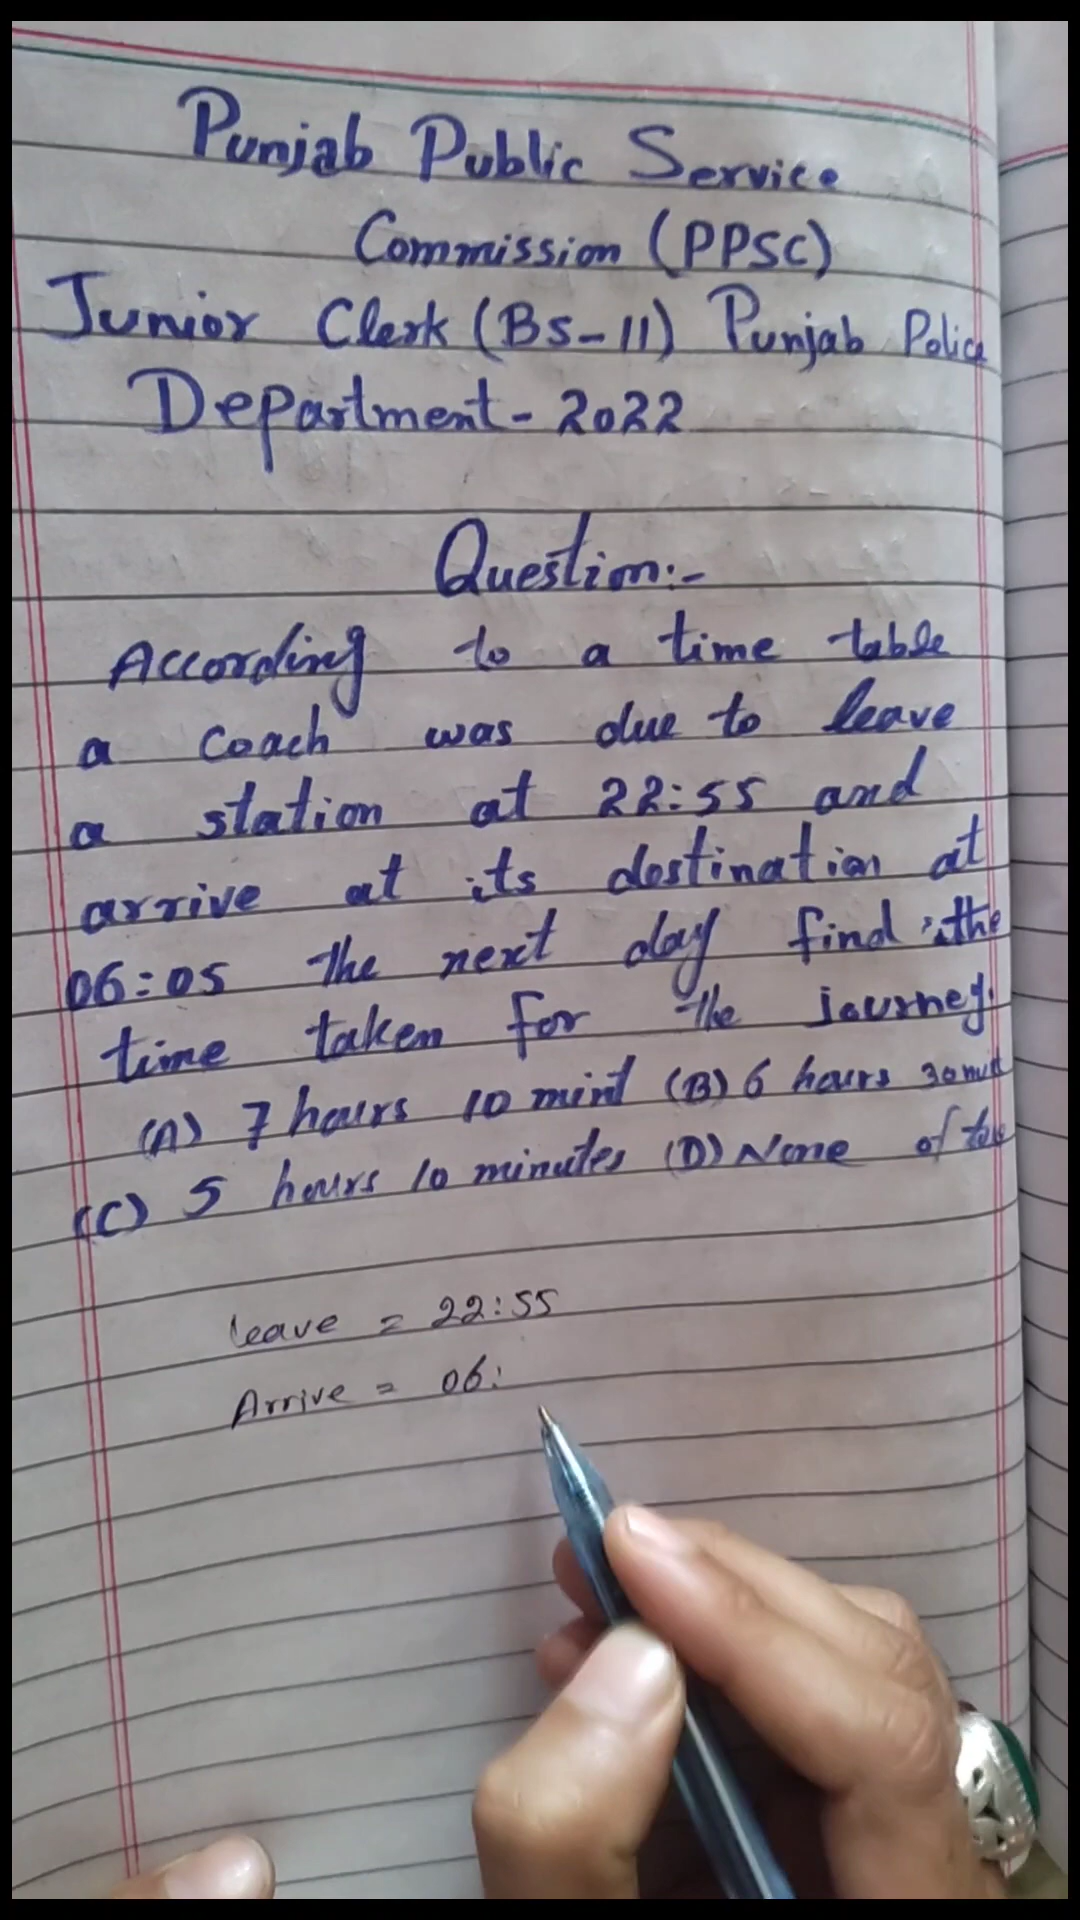 Punjab Public Service
Commission (PPSC)
Junior Clerk (BS-11) Punjab Police
Department - 2022
Question:-
According to a time table
a coach was due to leave
a station at 22:55 and
arrive at its destination at
06:05 the next day find the
time taken for the journey.
(A) 7 hours 10 mint (B) 6 hours 30
(C) 5 hours 10 minutes (D) None of
leave = 22:55
Arrive = 06: